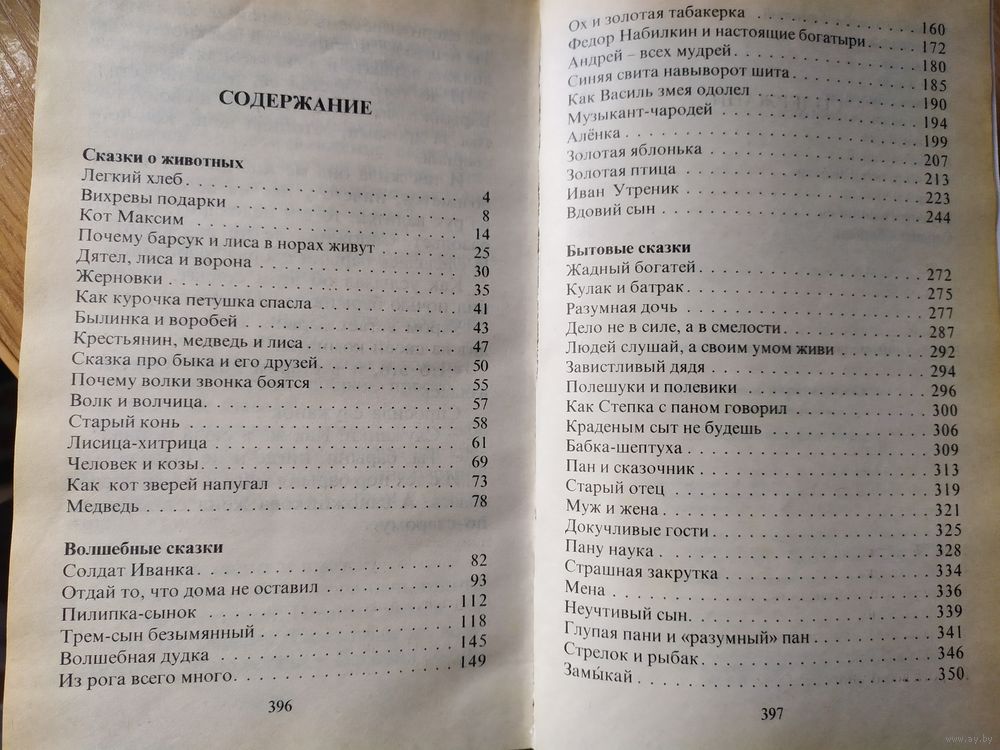 СОДЕРЖАНИЕ
Сказки о животных
Легкий хлеб. . . . . . . . . . . . . . . . . . . . 4
Вихревы подарки . . . . . . . . . . . . . . . . . . . . 8
Кот Максим . . . . . . . . . . . . . . . . . . . . 14
Почему барсук и лиса в норах живут . . . . . . . . . . 25
Дятел, лиса и ворона . . . . . . . . . . . . . . . . 30
Жерновки . . . . . . . . . . . . . . . . . . . . 35
Как курочка петушка спасла . . . . . . . . . . . . . 41
Былинка и воробей . . . . . . . . . . . . . . . . . 43
Крестьянин, медведь и лиса . . . . . . . . . . . . . 47
Сказка про быка и его друзей. . . . . . . . . . . . . 50
Почему волки звонка боятся . . . . . . . . . . . . . 55
Волк и волчица. . . . . . . . . . . . . . . . . . . 57
Старый конь . . . . . . . . . . . . . . . . . . . . 58
Лисица-хитрица . . . . . . . . . . . . . . . . . . 61
Человек и козы. . . . . . . . . . . . . . . . . . . 69
Как кот зверей напугал . . . . . . . . . . . . . . . 73
Медведь . . . . . . . . . . . . . . . . . . . . 78
Волшебные сказки
Солдат Иванка. . . . . . . . . . . . . . . . . . . 82
Отдай то, что дома не оставил . . . . . . . . . . . . 93
Пилипка-сынок . . . . . . . . . . . . . . . . . . 112
Трем-сын безымянный . . . . . . . . . . . . . . . 118
Волшебная дудка . . . . . . . . . . . . . . . . . 145
Из рога всего много. . . . . . . . . . . . . . . . 149
396
Ох и золотая табакерка . . . . . . . . . . . . . . 160
Федор Набилкин и настоящие богатыри. . . . . . . 172
Андрей – всех мудрей . . . . . . . . . . . . . . . 180
Синяя свита навыворот шита. . . . . . . . . . . . 185
Как Василь змея одолел . . . . . . . . . . . . . . 190
Музыкант-чародей . . . . . . . . . . . . . . . . 194
Алёнка . . . . . . . . . . . . . . . . . . . . 199
Золотая яблонька . . . . . . . . . . . . . . . . . 207
Золотая птица . . . . . . . . . . . . . . . . . . 213
Иван Утреник . . . . . . . . . . . . . . . . . . 223
Вдовий сын . . . . . . . . . . . . . . . . . . . 244
Бытовые сказки
Жадный богатей. . . . . . . . . . . . . . . . . . 272
Кулак и батрак. . . . . . . . . . . . . . . . . . 275
Разумная дочь . . . . . . . . . . . . . . . . . . 277
Дело не в силе, а в смелости. . . . . . . . . . . . 287
Людей слушай, а своим умом живи . . . . . . . . . 292
Завистливый дядя . . . . . . . . . . . . . . . . 294
Полешуки и полевики . . . . . . . . . . . . . . . 296
Как Степка с паном говорил . . . . . . . . . . . . 300
Краденым сыт не будешь . . . . . . . . . . . . . . 306
Бабка-шептуха . . . . . . . . . . . . . . . . . . 309
Пан и сказочник . . . . . . . . . . . . . . . . . 313
Старый отец . . . . . . . . . . . . . . . . . . . 319
Муж и жена. . . . . . . . . . . . . . . . . . . 321
Докучливые гости . . . . . . . . . . . . . . . . 325
Пану наука . . . . . . . . . . . . . . . . . . . 328
Страшная закрутка . . . . . . . . . . . . . . . . 334
Мена . . . . . . . . . . . . . . . . . . . . 336
Неучтивый сын. . . . . . . . . . . . . . . . . . 339
Глупая пани и «разумный» пан . . . . . . . . . . . 341
Стрелок и рыбак. . . . . . . . . . . . . . . . . 346
Замы́кай . . . . . . . . . . . . . . . . . . . . 350
397
www.ay.by